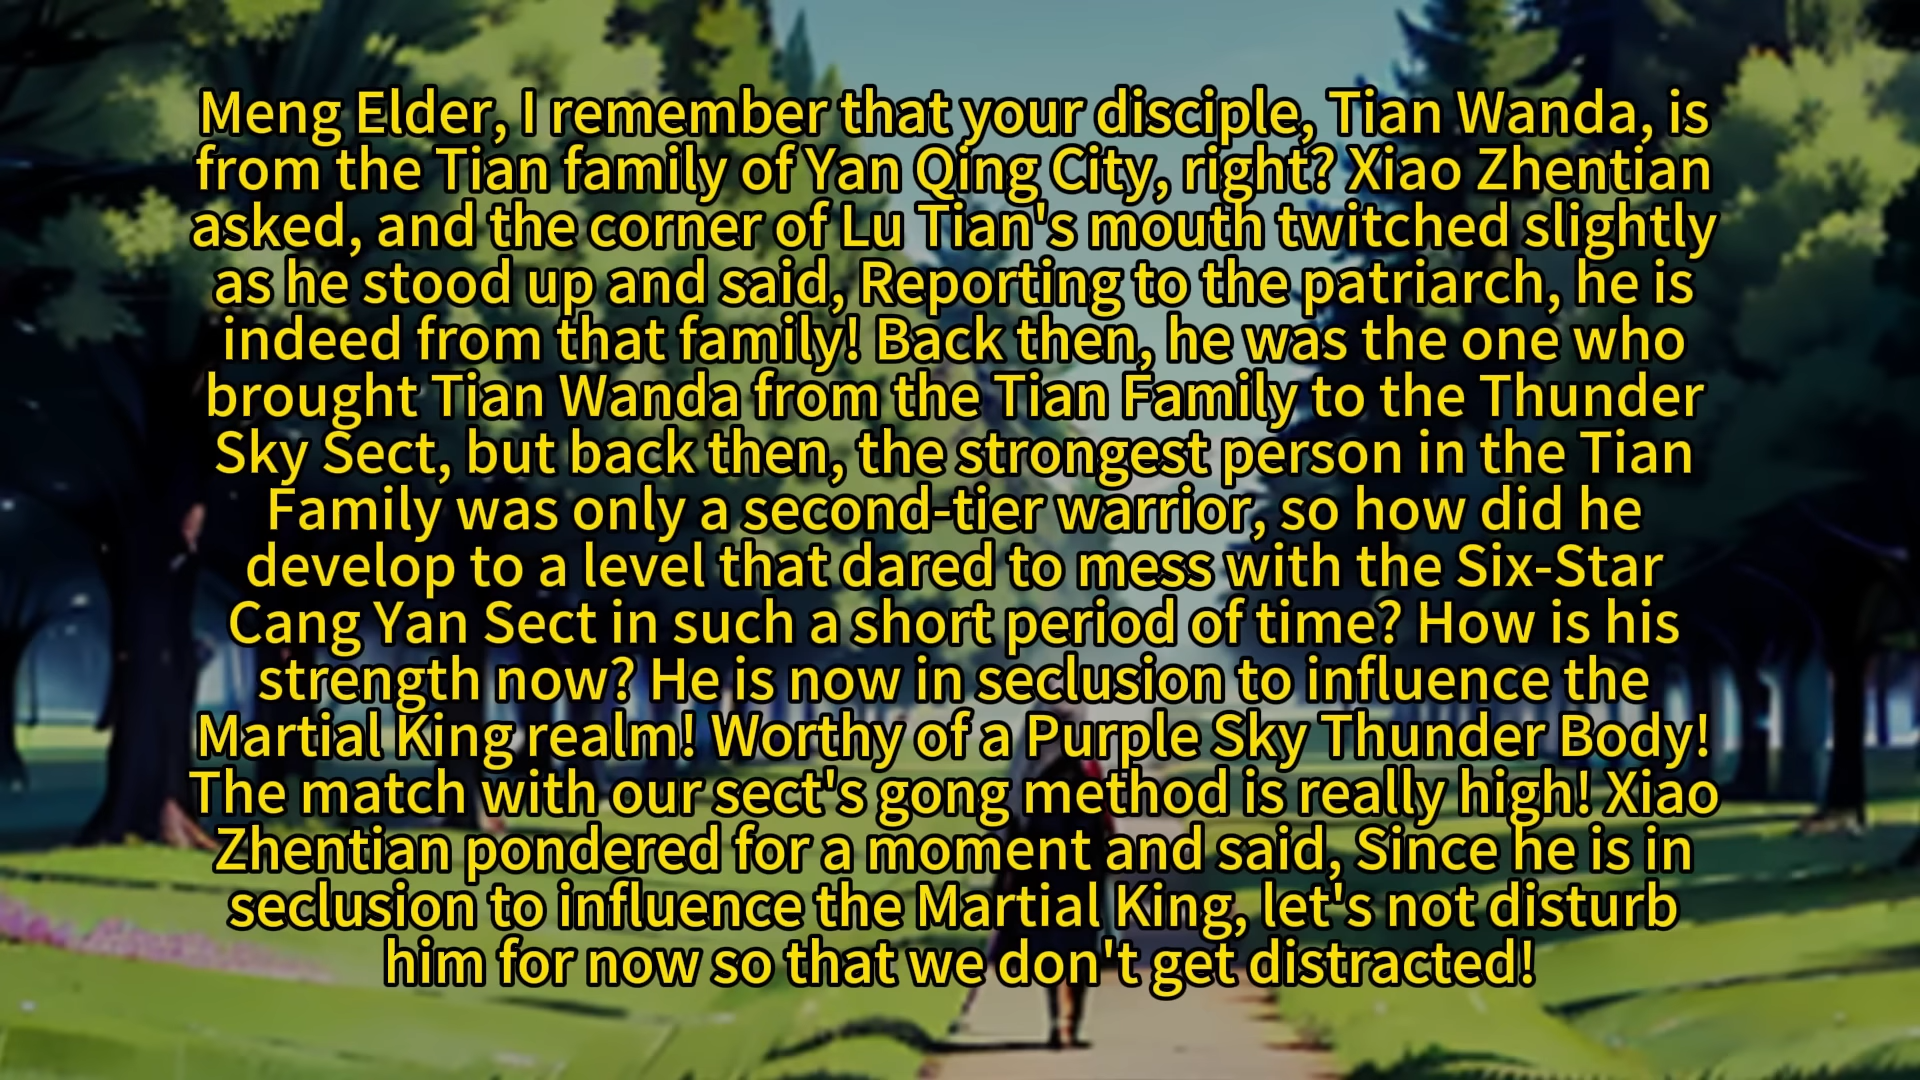 Meng Elder, I remember that your disciple, Tian Wanda, is
from the Tian family of Yan Qing City, right? Xiao Zhentian
asked, and the corner of Lu Tian's mouth twitched slightly
as he stood up and said, Reporting to the patriarch, he is
indeed from that family! Back then, he was the one who
brought Tian Wanda from the Tian Family to the Thunder
Sky Sect, but back then, the strongest person in the Tian
Family was only a second-tier warrior, so how did he
develop to a level that dared to mess with the Six-Star
Cang Yan Sect in such a short period of time? How is his
strength now? He is now in seclusion to influence the
Martial King realm! Worthy of a Purple Sky Thunder Body!
The match with our sect's gong method is really high! Xiao
Zhentian pondered for a moment and said, Since he is in
seclusion to influence the Martial King, let's not disturb
him for now so that we don't get distracted!